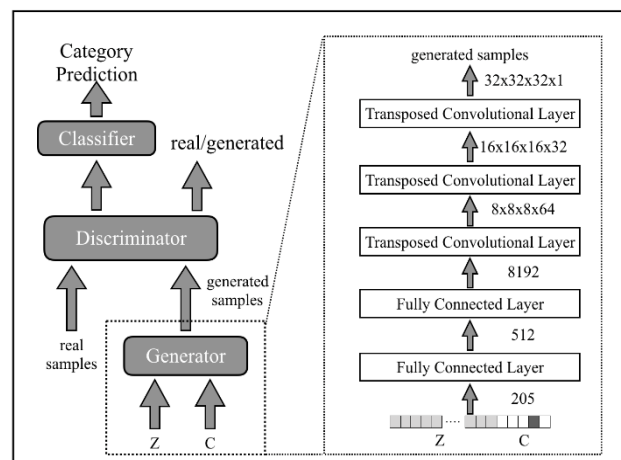 Category
Prediction
Classifier
real/generated
Discriminator
real
samples
generated
samples
Generator
Z
C
generated samples
32x32x32x1
Transposed Convolutional Layer
16x16x16x32
Transposed Convolutional Layer
8x8x8x64
Transposed Convolutional Layer
8192
Fully Connected Layer
512
Fully Connected Layer
205
Z
C